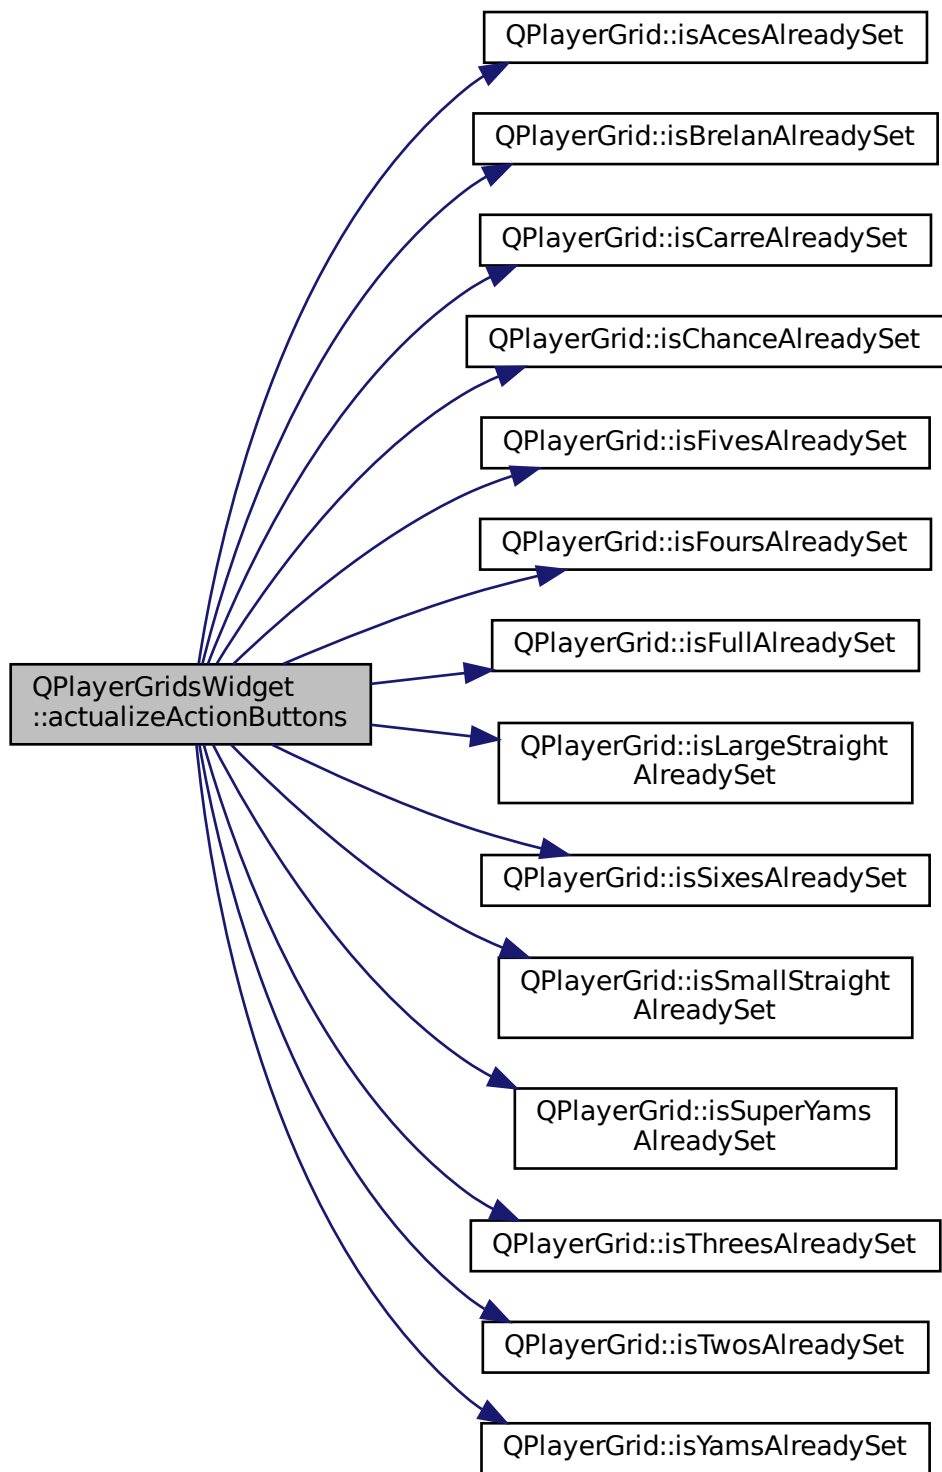 QPlayerGrid::isAcesAlreadySet
QPlayerGrid::isBrelanAlreadySet
QPlayerGrid::isCarreAlreadySet
QPlayerGrid::isChanceAlreadySet
QPlayerGrid::isFivesAlreadySet
QPlayerGrid::isFoursAlreadySet
QPlayerGrid::isFullAlreadySet
QPlayerGridsWidget
::actualizeActionButtons
QPlayerGrid::isLargeStraight
AlreadySet
QPlayerGrid::isSixesAlreadySet
QPlayerGrid::isSmallStraight
AlreadySet
QPlayerGrid::isSuperYams
AlreadySet
QPlayerGrid::isThreesAlreadySet
QPlayerGrid::isTwosAlreadySet
QPlayerGrid::isYamsAlreadySet